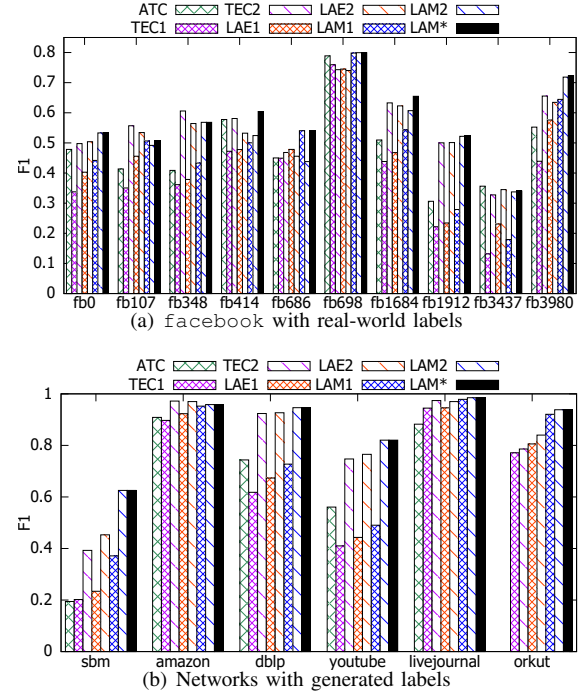 ATC TEC2 LAE2 LAM2
TEC1 LAE1 LAM1 LAM*
0.8
0.7
0.6
0.5
0.4
0.3
0.2
0.1
0
F1
fb0 fb107 fb348 fb414 fb686 fb698 fb1684 fb1912 fb3437 fb3980
(a) facebook with real-world labels
ATC TEC2 LAE2 LAM2
TEC1 LAE1 LAM1 LAM*
1
0.8
0.6
0.4
0.2
0
F1
sbm amazon dblp youtube livejournal orkut
(b) Networks with generated labels